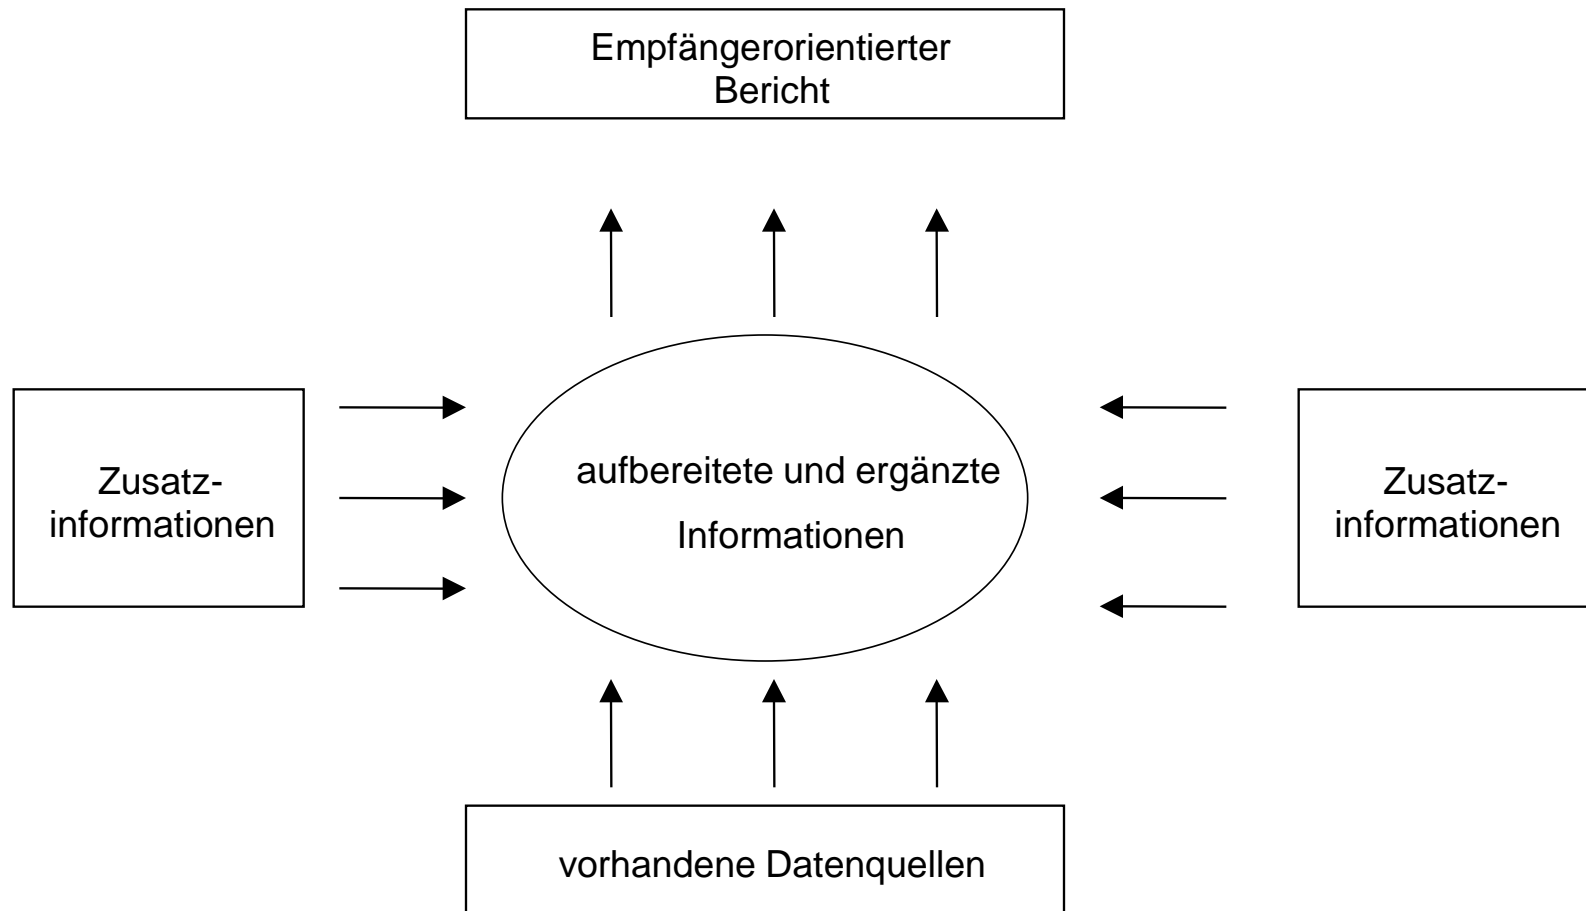 Empfängerorientierter
Bericht
Zusatz-
informationen
aufbereitete und ergänzte
Informationen
Zusatz-
informationen
vorhandene Datenquellen